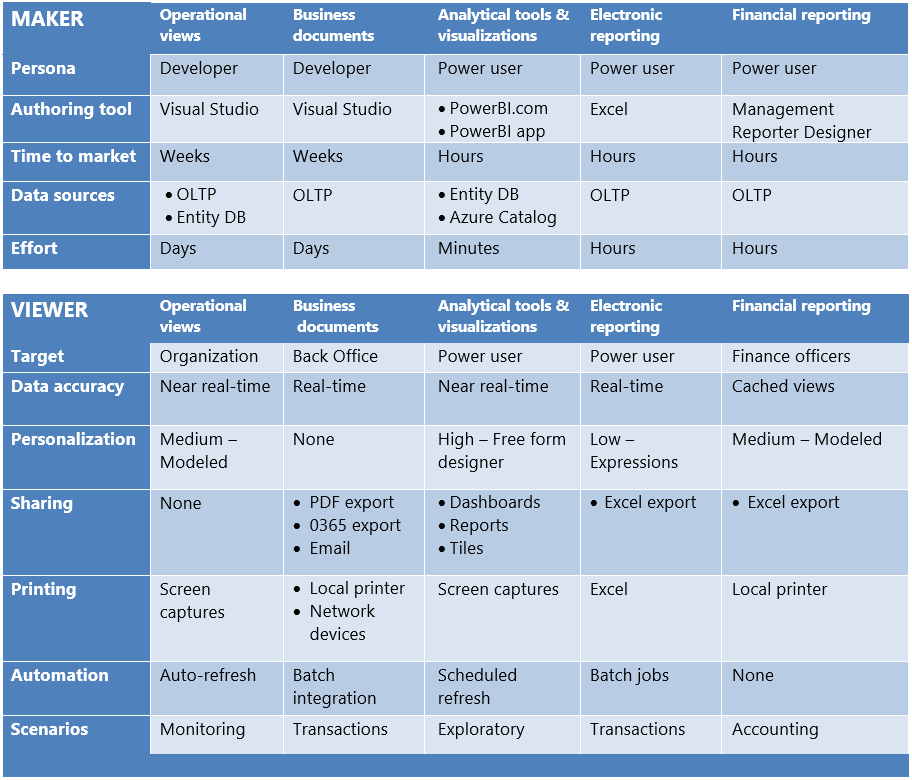 MAKER Operational views Business documents Analytical tools & visualizations Electronic reporting Financial reporting
Persona Developer Developer Power user Power user Power user
Authoring tool Visual Studio Visual Studio • PowerBI.com • PowerBI app Excel Management Reporter Designer
Time to market Weeks Weeks Hours Hours Hours
Data sources • OLTP • Entity DB OLTP • Entity DB • Azure Catalog OLTP OLTP
Effort Days Days Minutes Hours Hours
VIEWER Operational views Business documents Analytical tools & visualizations Electronic reporting Financial reporting
Target Organization Back Office Power user Power user Finance officers
Data accuracy Near real-time Real-time Near real-time Real-time Cached views
Personalization Medium – Modeled None High – Free form designer Low – Expressions Medium – Modeled
Sharing None • PDF export • 0365 export • Email • Dashboards • Reports • Tiles • Excel export • Excel export
Printing Screen captures • Local printer • Network devices Screen captures Excel Local printer
Automation Auto-refresh Batch integration Scheduled refresh Batch jobs None
Scenarios Monitoring Transactions Exploratory Transactions Accounting